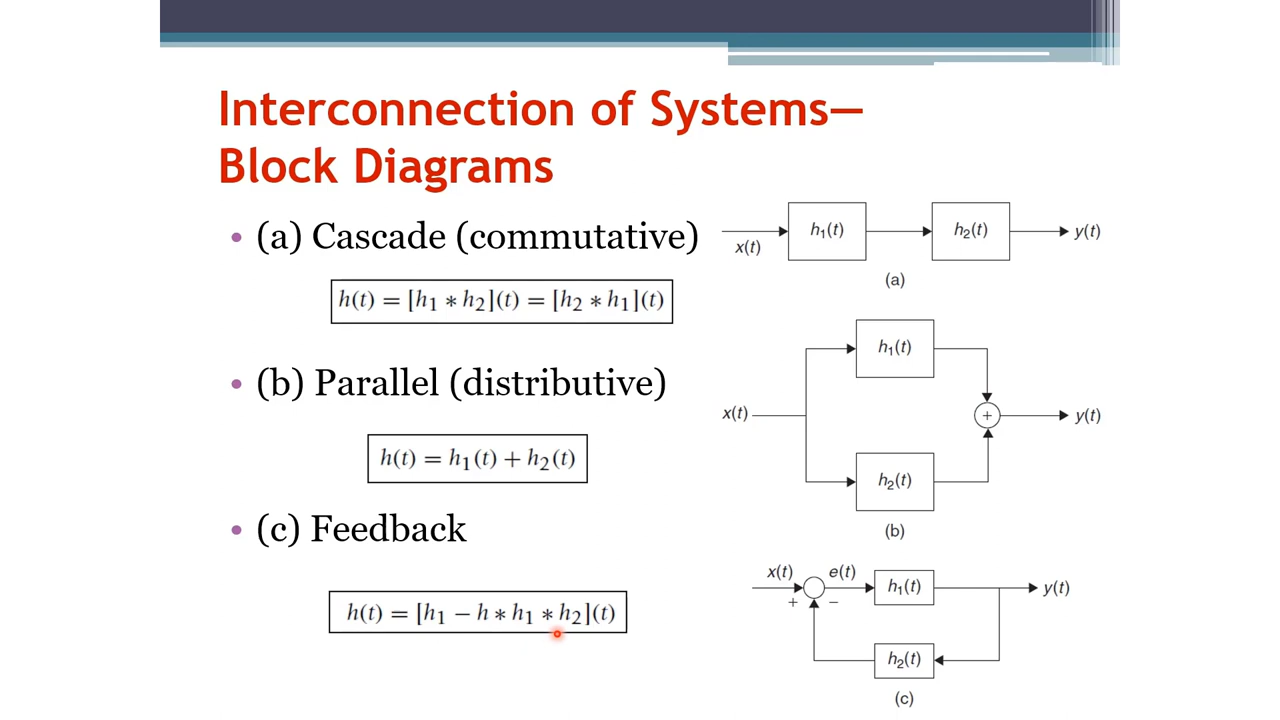 Interconnection of Systems—
Block Diagrams
• (a) Cascade (commutative)
h(t) = [h₁ ∗ h₂](t) = [h₂ ∗ h₁](t)
• (b) Parallel (distributive)
h(t) = h₁(t) + h₂(t)
• (c) Feedback
h(t) = [h₁ − h ∗ h₁ ∗ h₂](t)
x(t)
h₁(t)
h₂(t)
y(t)
(a)
h₁(t)
x(t)
+
y(t)
h₂(t)
(b)
x(t)
e(t)
h₁(t)
y(t)
+
−
h₂(t)
(c)